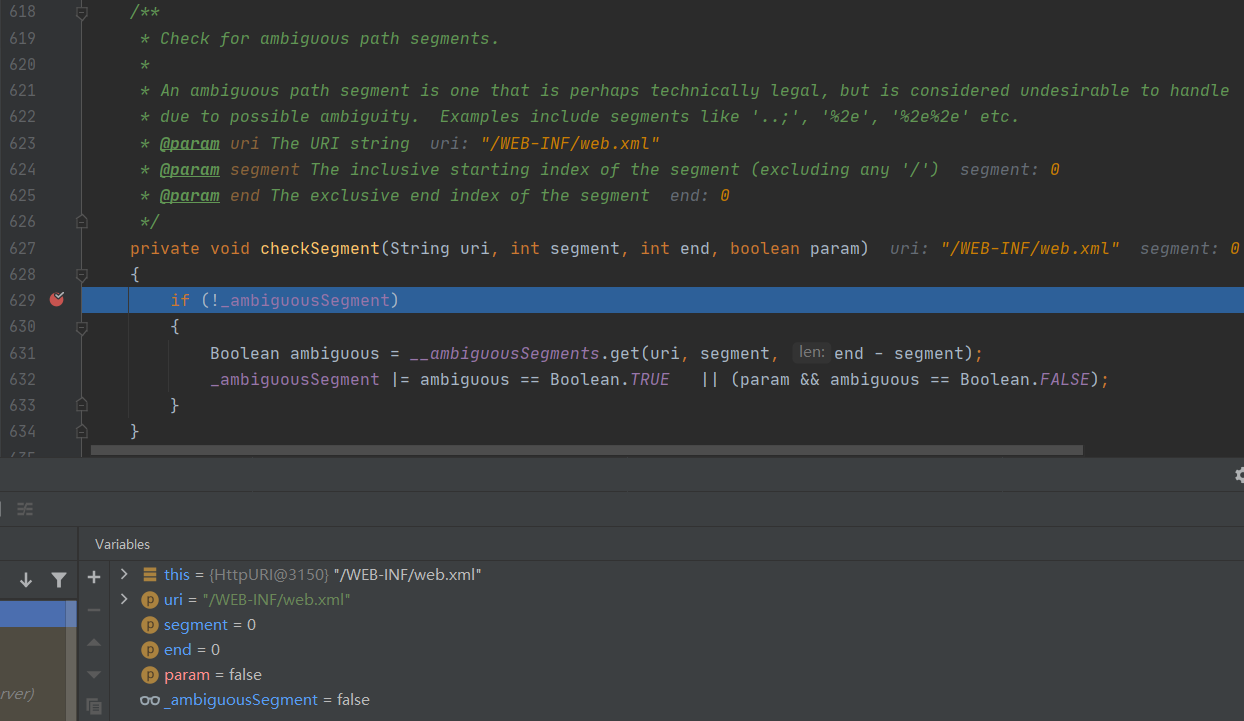 618 /**
619 * Check for ambiguous path segments.
620 *
621 * An ambiguous path segment is one that is perhaps technically legal, but is considered undesirable to handle
622 * due to possible ambiguity.  Examples include segments like '..;', '%2e', '%2e%2e' etc.
623 * @param uri The URI string  uri: "/WEB-INF/web.xml"
624 * @param segment The inclusive starting index of the segment (excluding any '/')  segment: 0
625 * @param end The exclusive end index of the segment  end: 0
626 */
627 private void checkSegment(String uri, int segment, int end, boolean param)  uri: "/WEB-INF/web.xml"  segment: 0
628 {
629 if (!_ambiguousSegment)
630 {
631 Boolean ambiguous = __ambiguousSegments.get(uri, segment, len: end - segment);
632 _ambiguousSegment |= ambiguous == Boolean.TRUE   || (param && ambiguous == Boolean.FALSE);
633 }
634 }
635
Variables
this = {HttpURI@3150} "/WEB-INF/web.xml"
uri = "/WEB-INF/web.xml"
p segment = 0
p end = 0
p param = false
_ambiguousSegment = false
rver)